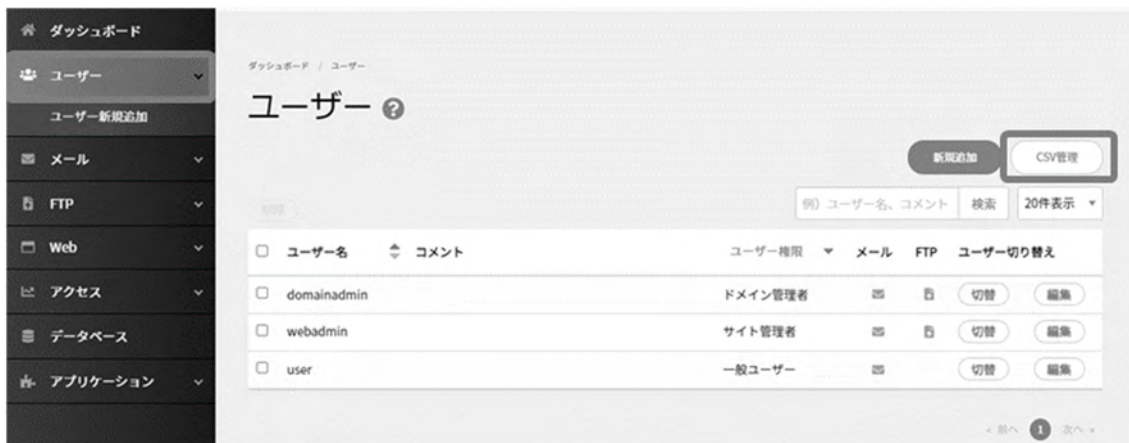 ダッシュボード
ユーザー
ユーザー新規追加
メール
FTP
Web
アクセス
データベース
アプリケーション
ダッシュボード / ユーザー
ユーザー ?
新規追加 CSV管理
例）ユーザー名、コメント 検索 20件表示
ユーザー名 コメント ユーザー権限 メール FTP ユーザー切り替え
domainadmin ドメイン管理者 切替 編集
webadmin サイト管理者 切替 編集
user 一般ユーザー 切替 編集
« 前へ 1 次へ »